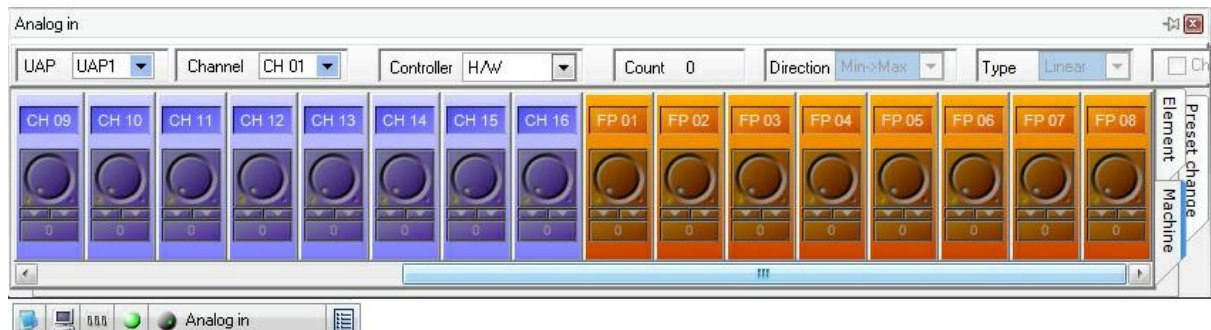 Analog in
UAP UAP1 Channel CH 01 Controller H/W Count 0 Direction Min->Max Type Linear Ch
CH 09 CH 10 CH 11 CH 12 CH 13 CH 14 CH 15 CH 16 FP 01 FP 02 FP 03 FP 04 FP 05 FP 06 FP 07 FP 08
0 0 0 0 0 0 0 0 0 0 0 0 0 0 0 0
Element
Machine
Preset change
Analog in